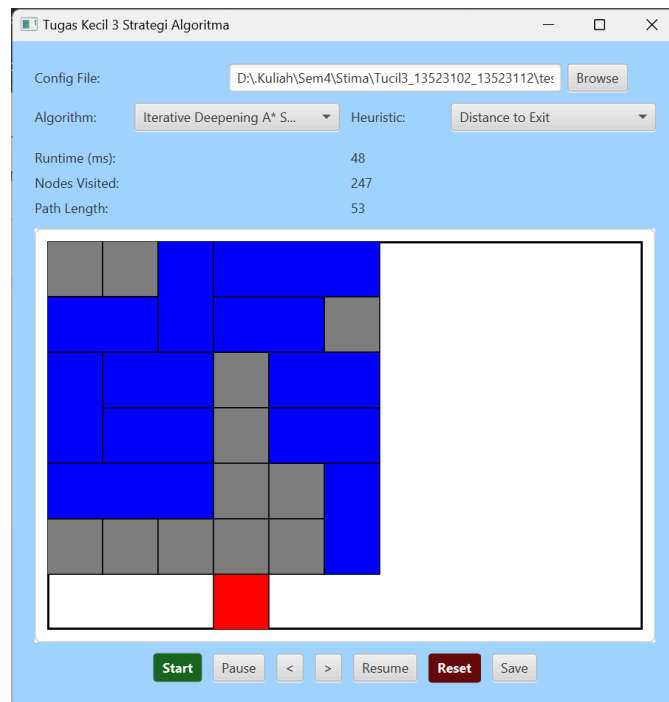 Tugas Kecil 3 Strategi Algoritma
Config File: D:\.Kuliah\Sem4\Stima\Tucil3_13523102_13523112\tes Browse
Algorithm: Iterative Deepening A* S... Heuristic: Distance to Exit
Runtime (ms): 48
Nodes Visited: 247
Path Length: 53
Start Pause < > Resume Reset Save